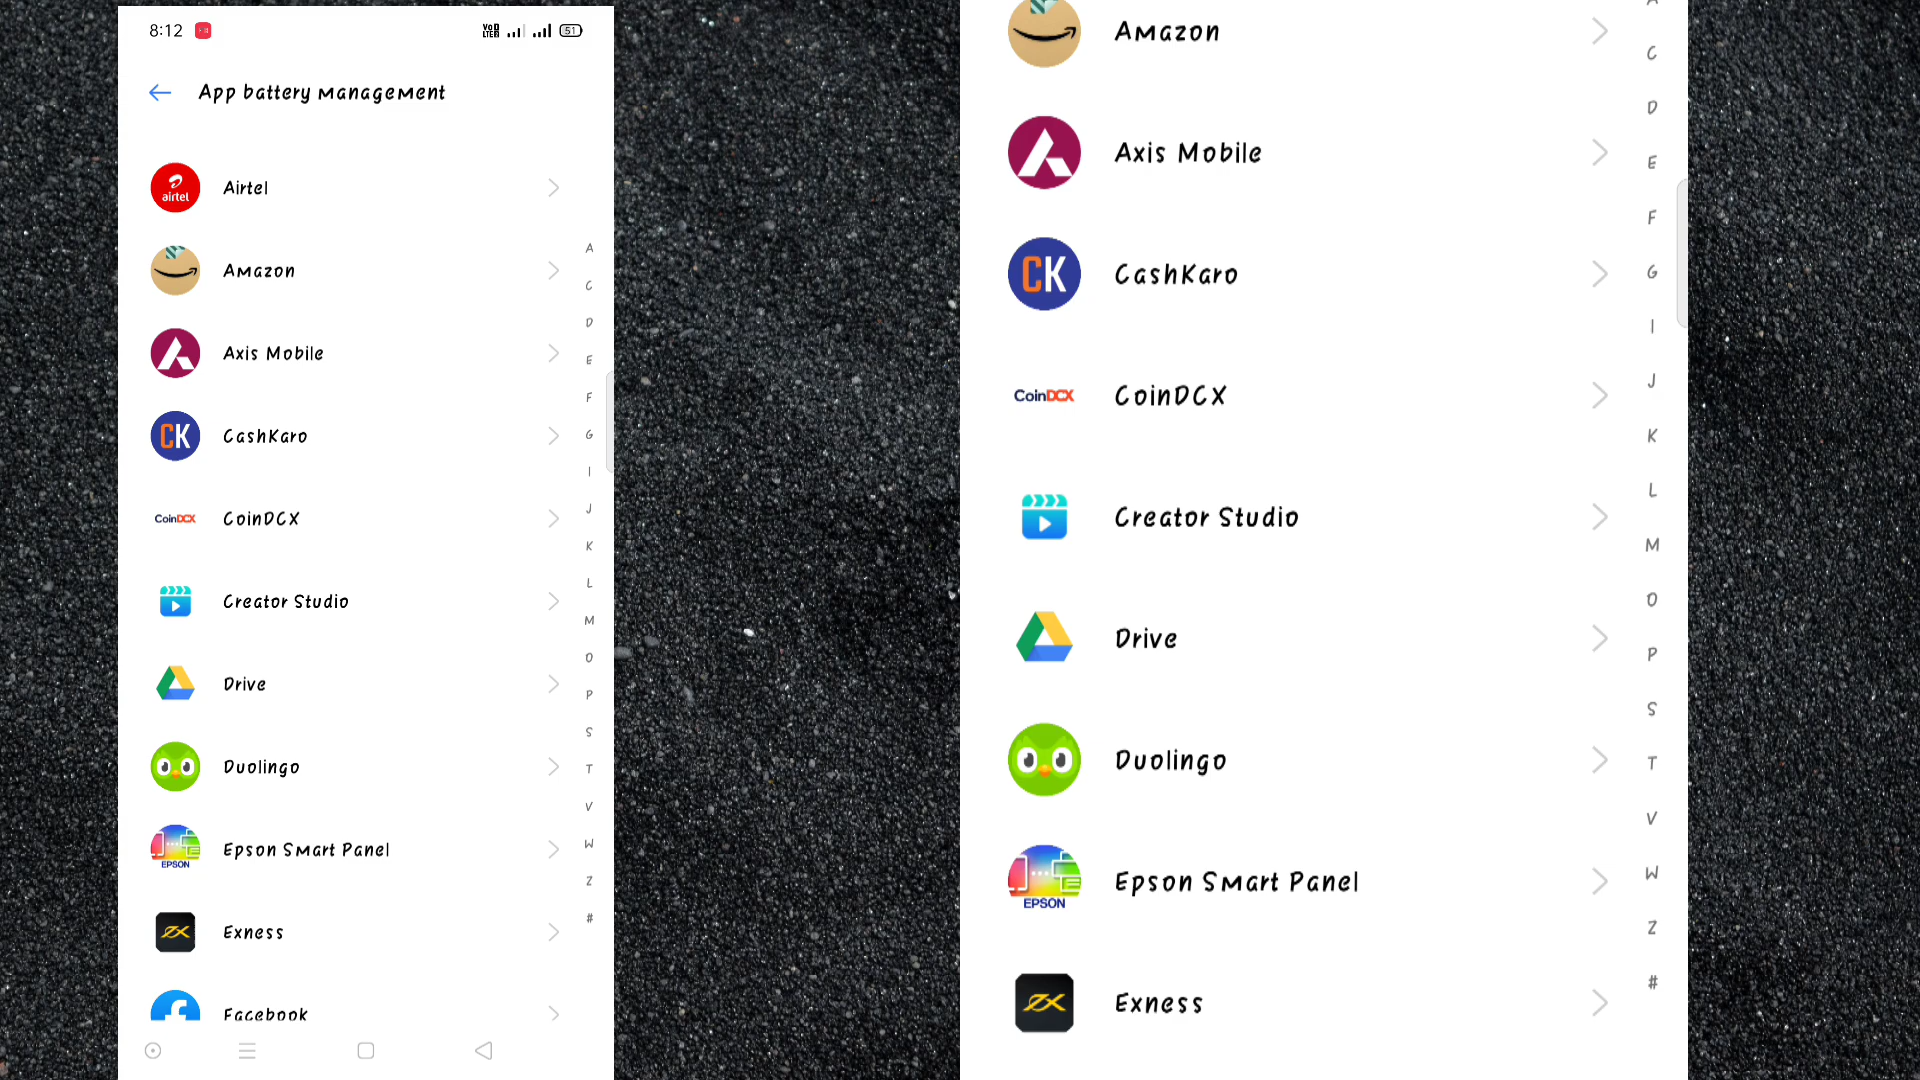 8:12
VoLTE
51
App battery management
airtel
Airtel
Amazon
Axis Mobile
CK
CashKaro
CoinDCX
CoinDCX
Creator Studio
Drive
Duolingo
EPSON
Epson Smart Panel
Exness
Facebook
A
C
D
E
F
G
I
J
K
L
M
O
P
S
T
V
W
Z
#
Amazon
Axis Mobile
CK
CashKaro
CoinDCX
CoinDCX
Creator Studio
Drive
Duolingo
EPSON
Epson Smart Panel
Exness
A
C
D
E
F
G
I
J
K
L
M
O
P
S
T
V
W
Z
#